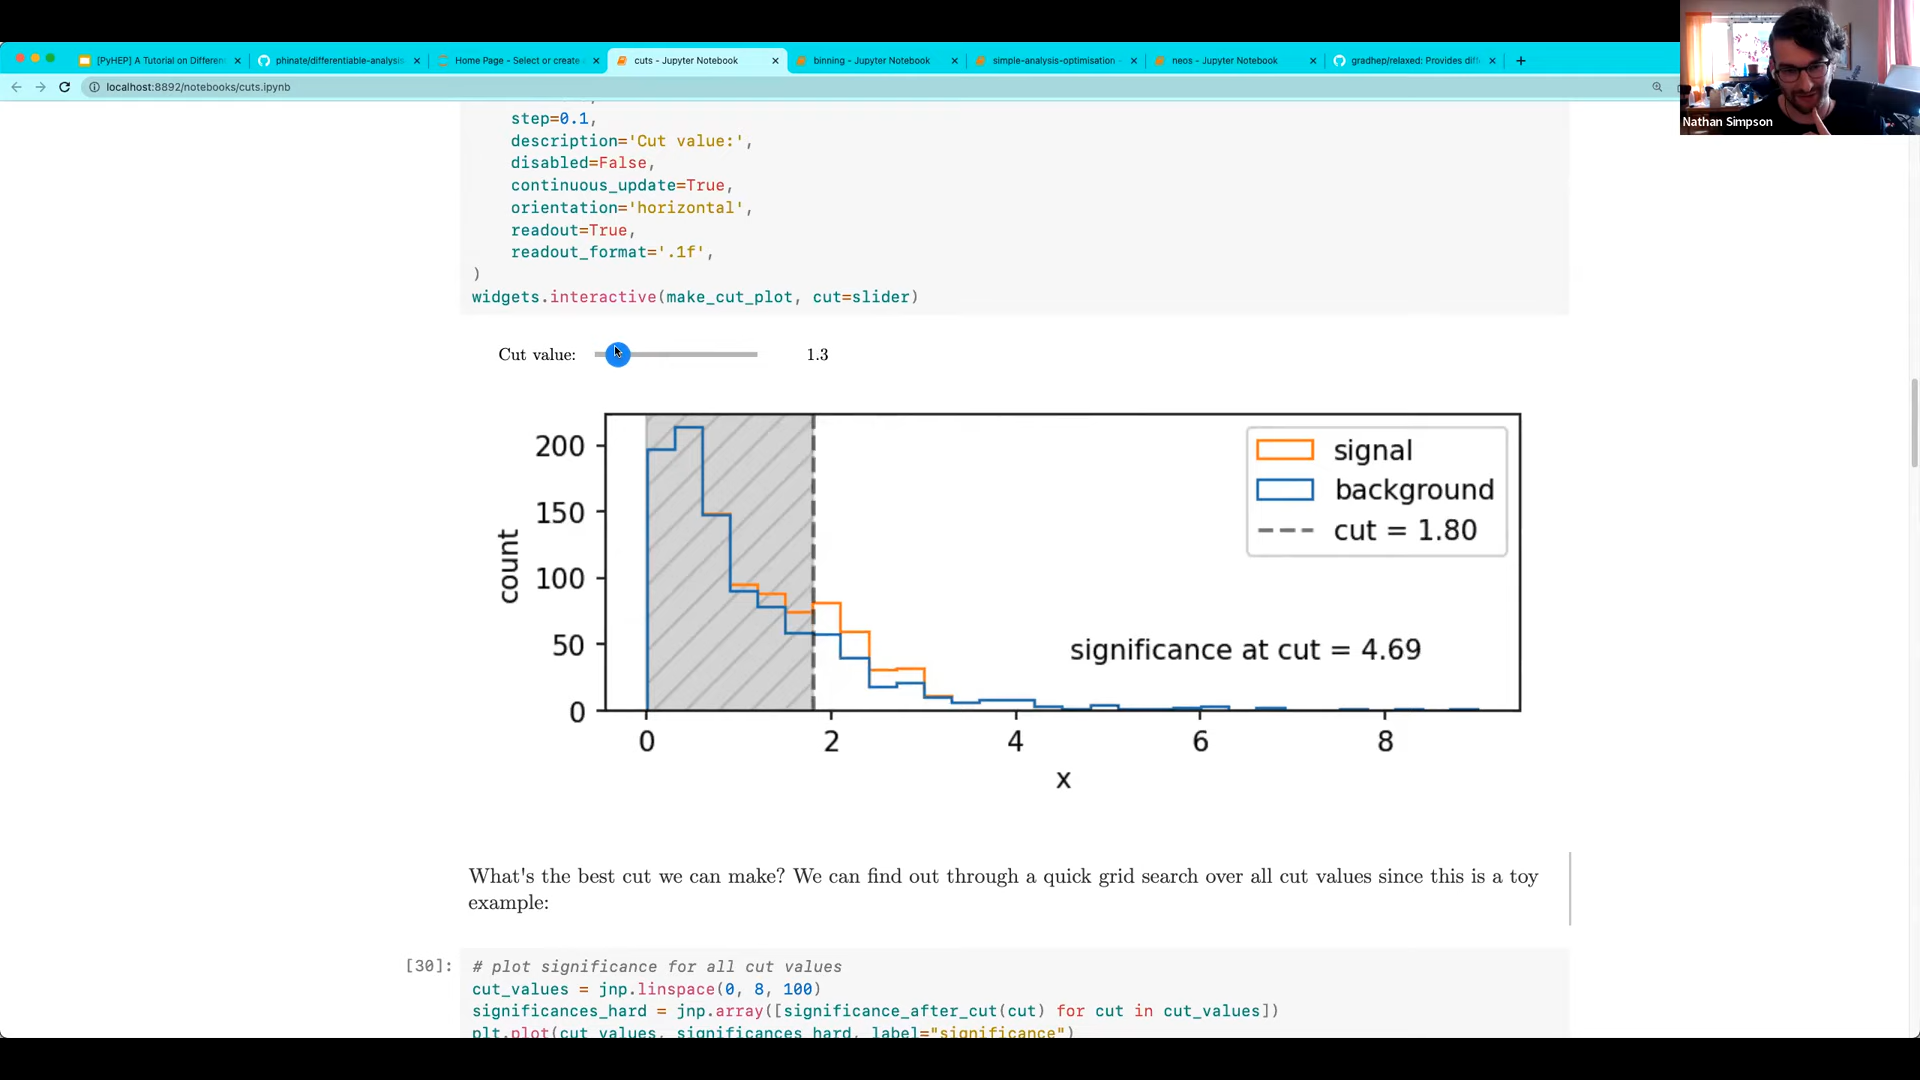 [PyHEP] A Tutorial on Differen
phinate/differentiable-analysis
Home Page - Select or create
cuts - Jupyter Notebook
binning - Jupyter Notebook
simple-analysis-optimisation
neos - Jupyter Notebook
gradhep/relaxed: Provides diff
localhost:8892/notebooks/cuts.ipynb
Nathan Simpson
step=0.1,
description='Cut value:',
disabled=False,
continuous_update=True,
orientation='horizontal',
readout=True,
readout_format='.1f',
)
widgets.interactive(make_cut_plot, cut=slider)
Cut value:
1.3
signal
background
cut = 1.80
significance at cut = 4.69
count
200
150
100
50
0
0 2 4 6 8
x
What's the best cut we can make? We can find out through a quick grid search over all cut values since this is a toy
example:
[30]:
# plot significance for all cut values
cut_values = jnp.linspace(0, 8, 100)
significances_hard = jnp.array([significance_after_cut(cut) for cut in cut_values])
plt.plot(cut_values, significances_hard, label="significance")